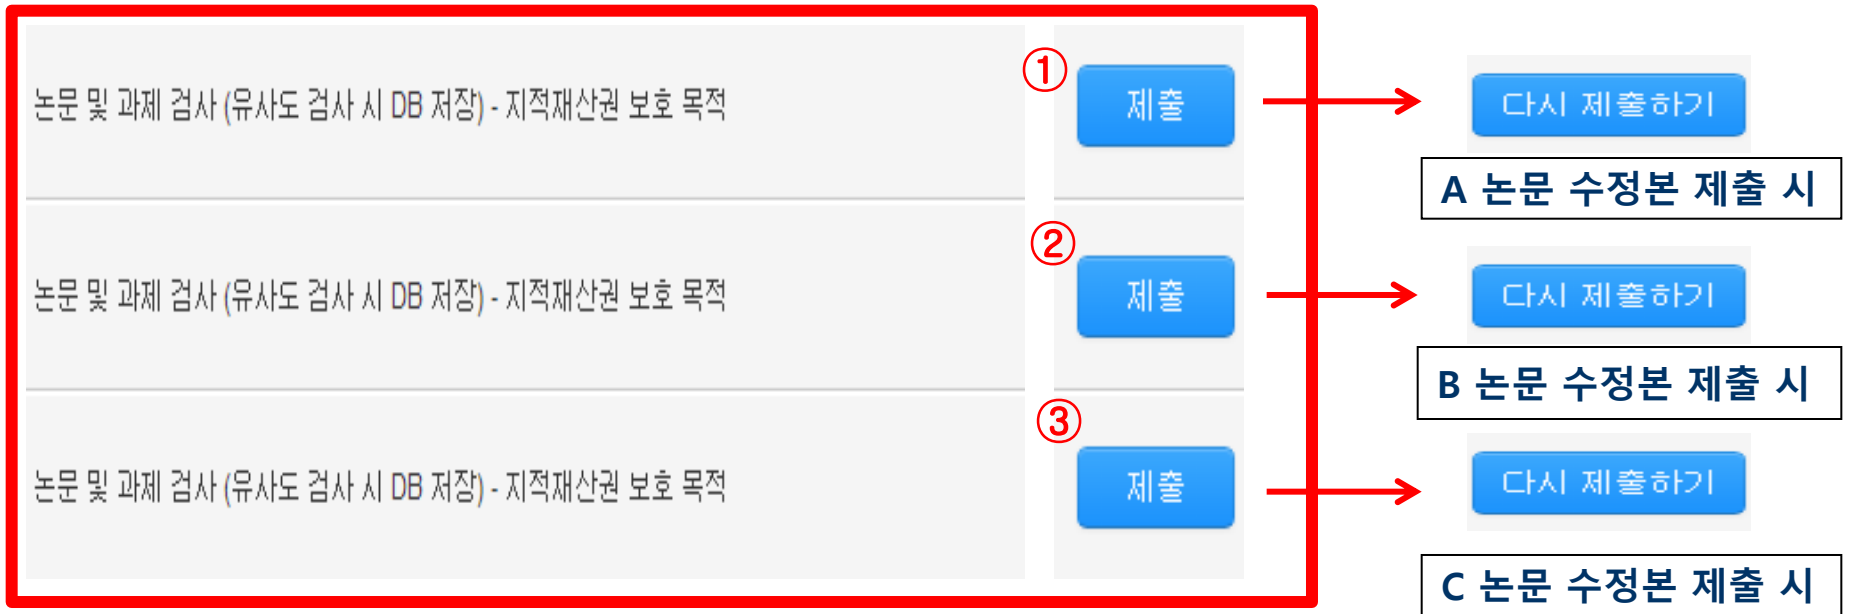 논문 및 과제 검사 (유사도 검사 시 DB 저장) - 지적재산권 보호 목적
①
제출
다시 제출하기
A 논문 수정본 제출 시
논문 및 과제 검사 (유사도 검사 시 DB 저장) - 지적재산권 보호 목적
②
제출
다시 제출하기
B 논문 수정본 제출 시
논문 및 과제 검사 (유사도 검사 시 DB 저장) - 지적재산권 보호 목적
③
제출
다시 제출하기
C 논문 수정본 제출 시